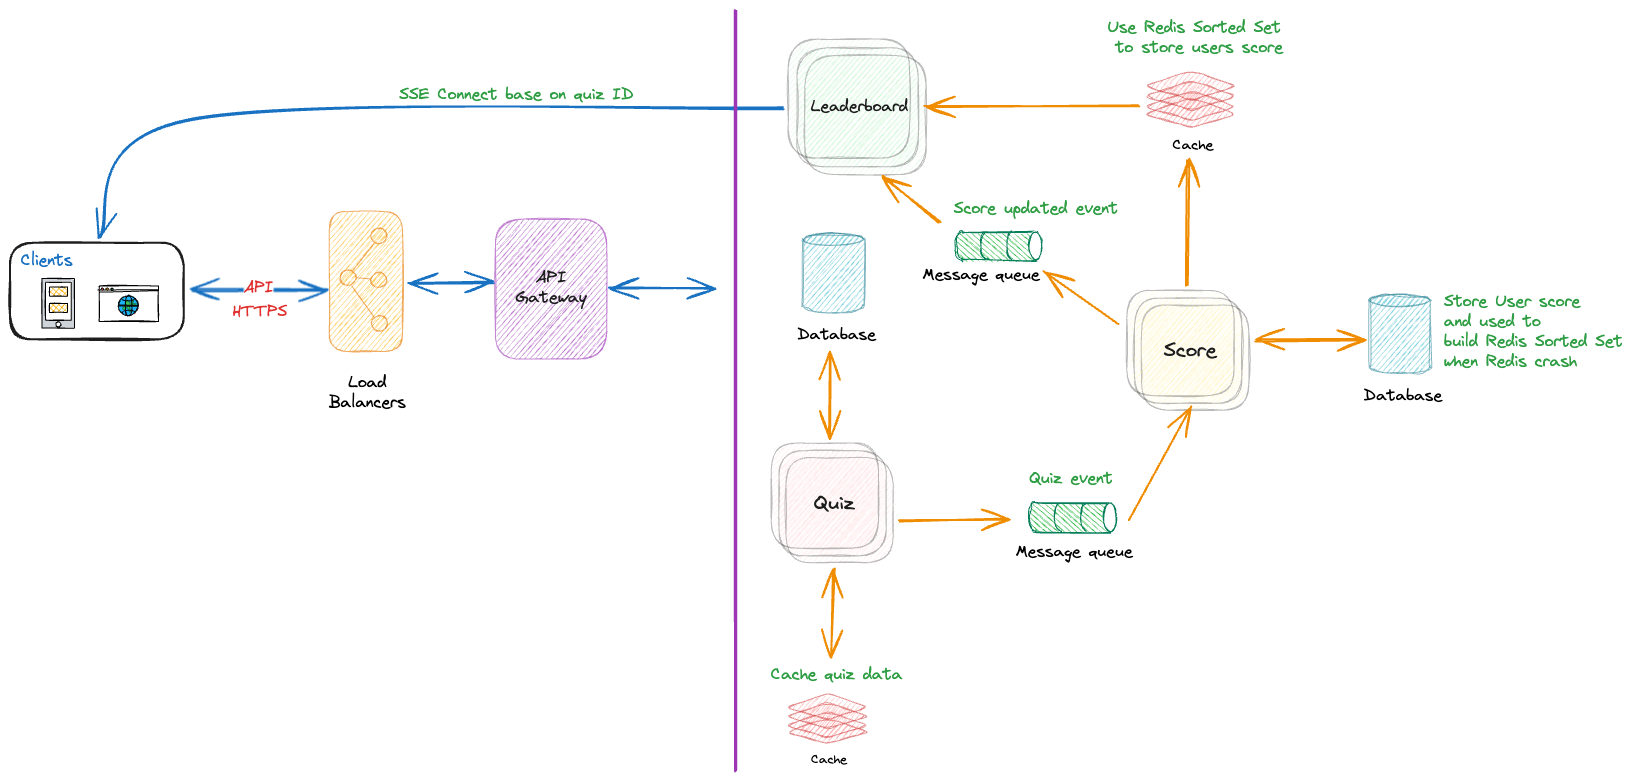 Use Redis Sorted Set
to store users score
SSE Connect base on quiz ID
Leaderboard
Cache
Score updated event
Message queue
Clients
API
HTTPS
API
Gateway
Load
Balancers
Database
Score
Store User score
and used to
build Redis Sorted Set
when Redis crash
Database
Quiz
Quiz event
Message queue
Cache quiz data
Cache